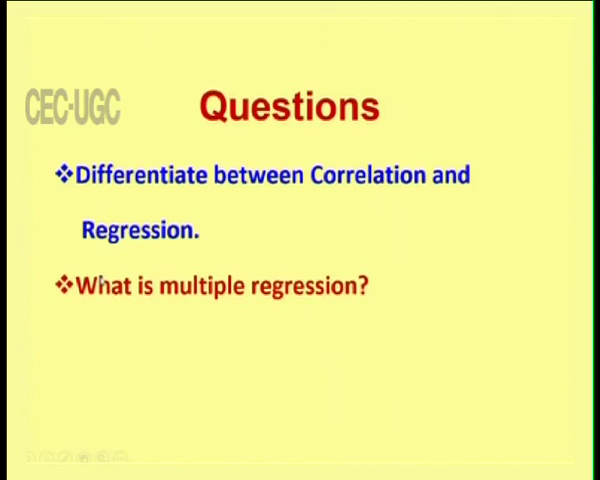 CEC-UGC
Questions
❖Differentiate between Correlation and
Regression.
❖What is multiple regression?